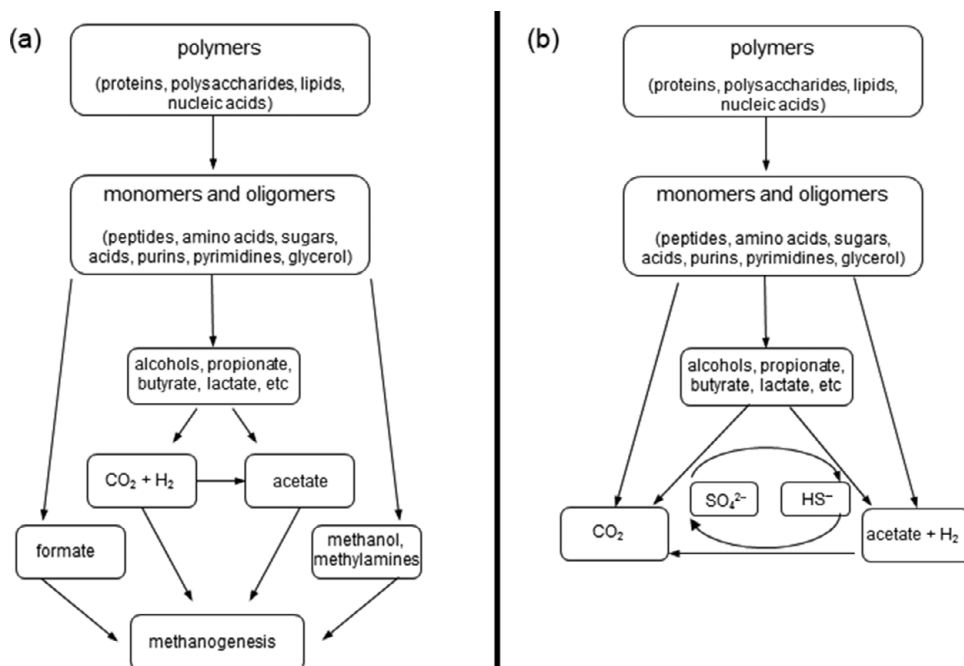 (a)
polymers
(proteins, polysaccharides, lipids,
nucleic acids)
monomers and oligomers
(peptides, amino acids, sugars,
acids, purins, pyrimidines, glycerol)
alcohols, propionate,
butyrate, lactate, etc
CO₂ + H₂
acetate
formate
methanol,
methylamines
methanogenesis
(b)
polymers
(proteins, polysaccharides, lipids,
nucleic acids)
monomers and oligomers
(peptides, amino acids, sugars,
acids, purins, pyrimidines, glycerol)
alcohols, propionate,
butyrate, lactate, etc
SO₄²⁻
HS⁻
CO₂
acetate + H₂